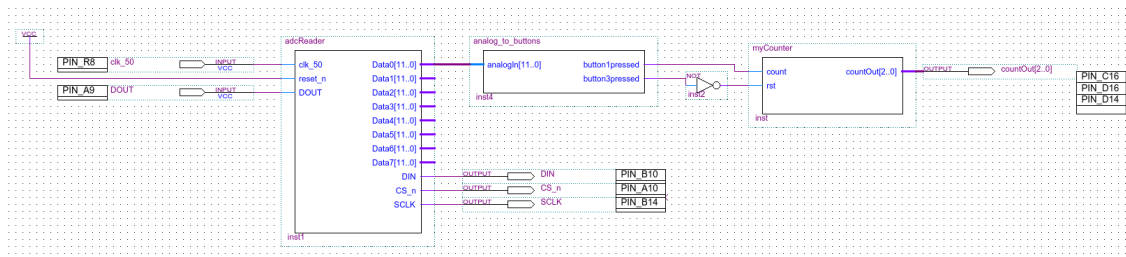 VCC
PIN_R8 clk_50 INPUT VCC
PIN_A9 DOUT INPUT VCC
adcReader
clk_50 Data0[11..0]
reset_n Data1[11..0]
DOUT Data2[11..0]
Data3[11..0]
Data4[11..0]
Data5[11..0]
Data6[11..0]
Data7[11..0]
DIN
CS_n
SCLK
inst1
analog_to_buttons
analogIn[11..0] button1pressed
button3pressed
inst4
NOT
inst2
myCounter
count countOut[2..0]
rst
inst
OUTPUT countOut[2..0]
PIN_C16
PIN_D16
PIN_D14
OUTPUT DIN PIN_B10
OUTPUT CS_n PIN_A10
OUTPUT SCLK PIN_B14